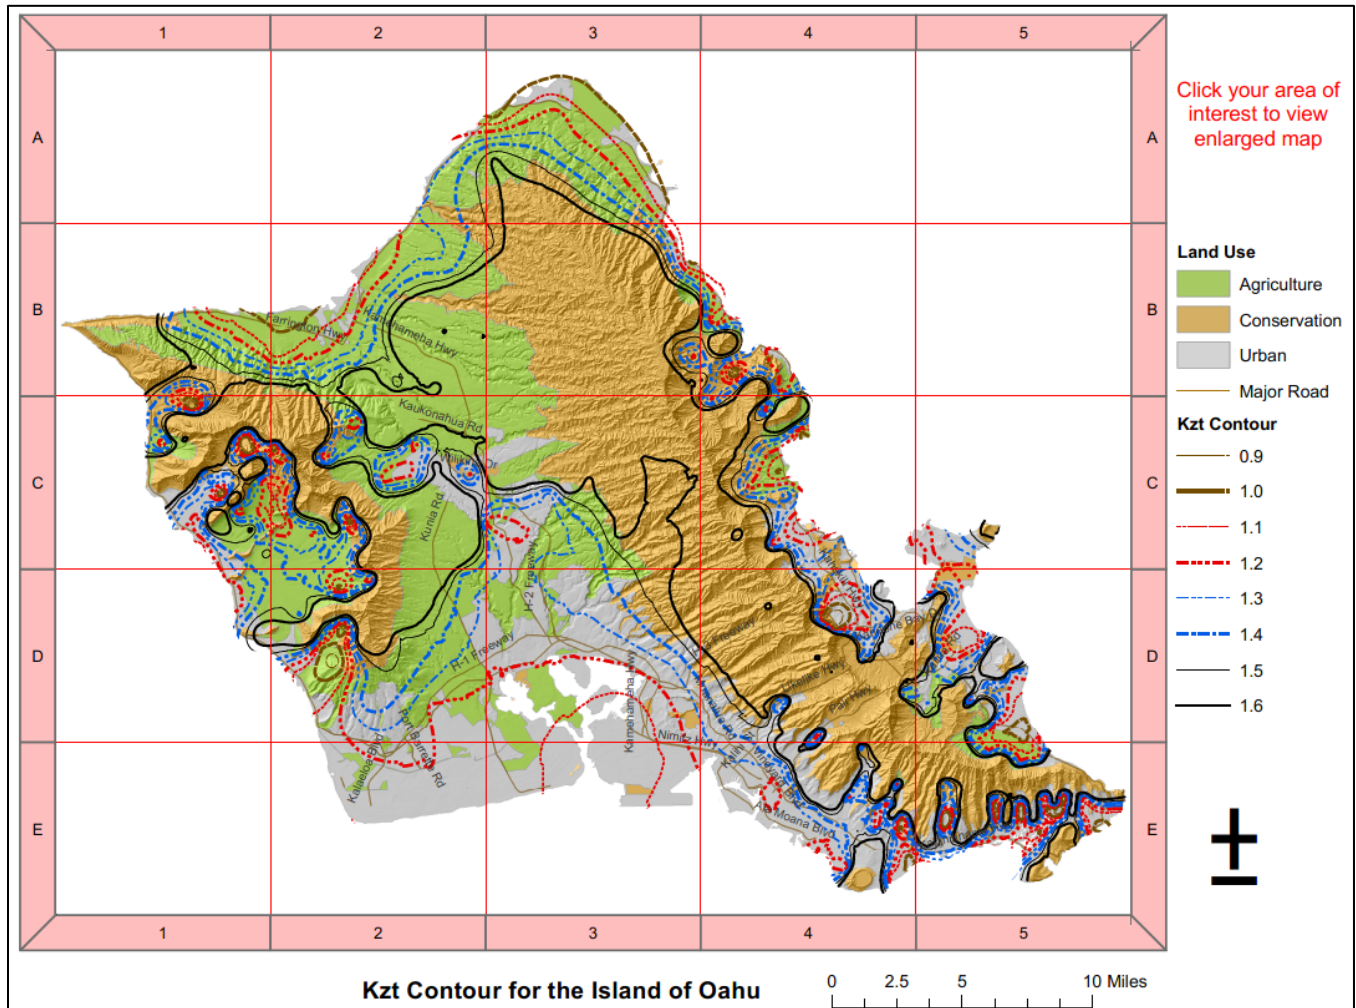 1 2 3 4 5
A A
Click your area of
interest to view
enlarged map
B B
Land Use
Agriculture
Conservation
Urban
Major Road
Kzt Contour
0.9
1.0
1.1
1.2
1.3
1.4
1.5
1.6
Farrington Hwy
Kamehameha Hwy
Kaukonahua Rd
C C
Kunia Rd
H-2 Freeway
D D
H-1 Freeway
Likelike Hwy
Pali Hwy
Kamehameha Hwy
Nimitz Hwy
Kalaeloa Blvd
Fort Barrette Rd
Ala Moana Blvd
E E
1 2 3 4 5
Kzt Contour for the Island of Oahu
0 2.5 5 10 Miles